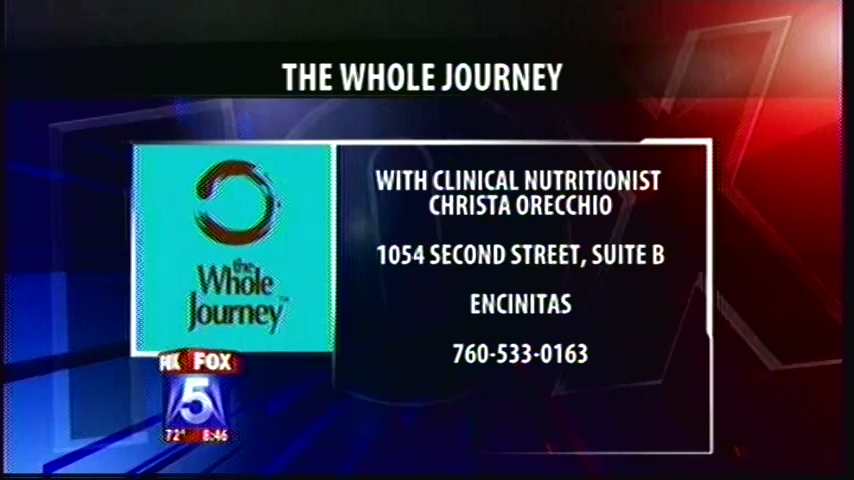 THE WHOLE JOURNEY
the
Whole
Journey™
WITH CLINICAL NUTRITIONIST
CHRISTA ORECCHIO
1054 SECOND STREET, SUITE B
ENCINITAS
760-533-0163
FOX
5
72° 8:46